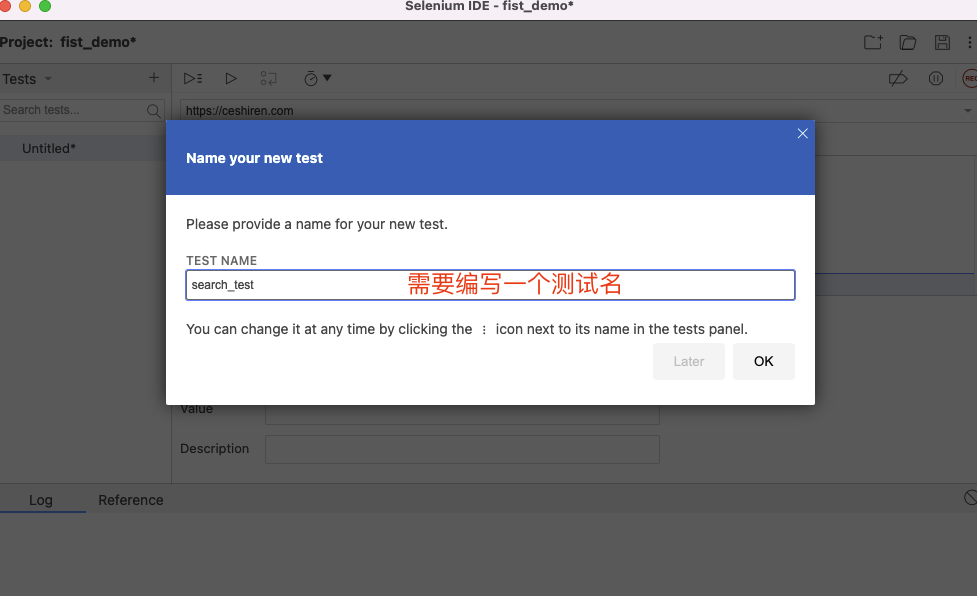 Selenium IDE - fist_demo*
Project: fist_demo*
Tests
Search tests...
https://ceshiren.com
REC
Untitled*
Name your new test
Please provide a name for your new test.
TEST NAME
search_test 需要编写一个测试名
You can change it at any time by clicking the ⋮ icon next to its name in the tests panel.
Later OK
Value
Description
Log Reference